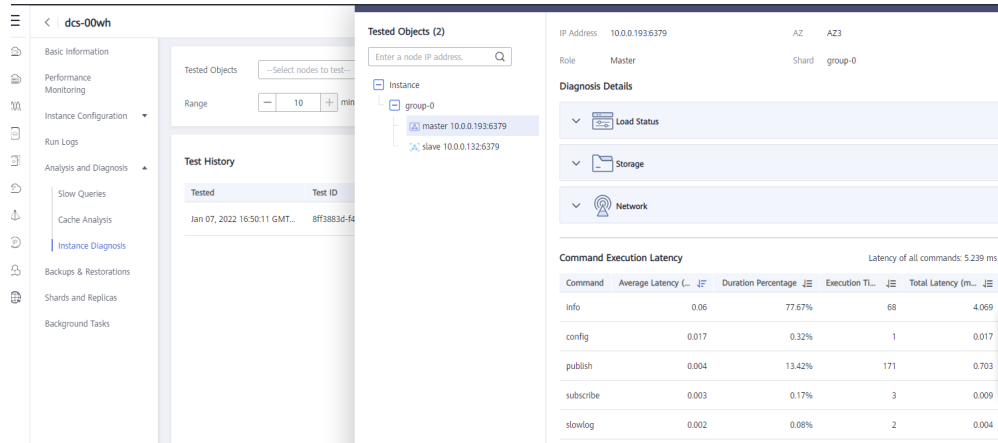 dcs-00wh
Basic Information
Performance
Monitoring
Instance Configuration
Run Logs
Analysis and Diagnosis
Slow Queries
Cache Analysis
Instance Diagnosis
Backups & Restorations
Shards and Replicas
Background Tasks
Tested Objects --Select nodes to test--
Range 10 min
Test History
Tested Test ID
Jan 07, 2022 16:50:11 GMT... 8ff3883d-f4
Tested Objects (2)
Enter a node IP address.
Instance
group-0
master 10.0.0.193:6379
slave 10.0.0.132:6379
IP Address 10.0.0.193:6379 AZ AZ3
Role Master Shard group-0
Diagnosis Details
Load Status
Storage
Network
Command Execution Latency Latency of all commands: 5.239 ms
Command Average Latency (... Duration Percentage Execution Ti... Total Latency (m...
info 0.06 77.67% 68 4.069
config 0.017 0.32% 1 0.017
publish 0.004 13.42% 171 0.703
subscribe 0.003 0.17% 3 0.009
slowlog 0.002 0.08% 2 0.004